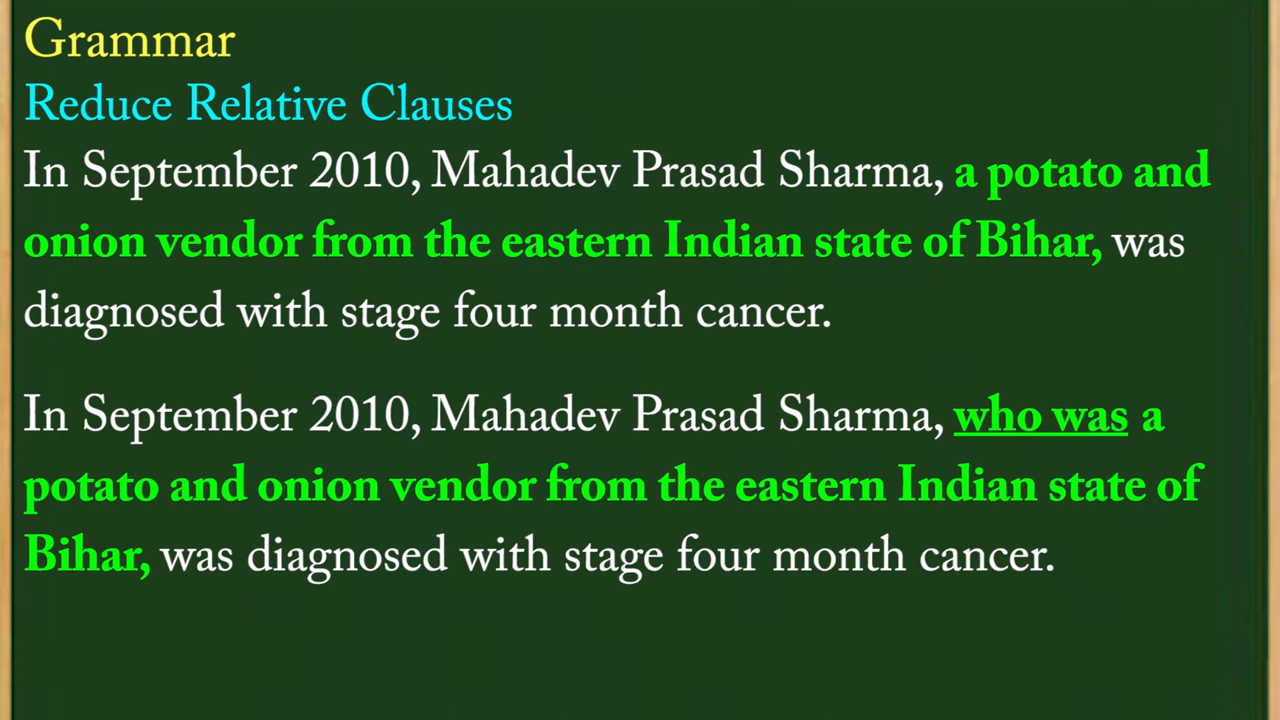 Grammar
Reduce Relative Clauses
In September 2010, Mahadev Prasad Sharma, a potato and
onion vendor from the eastern Indian state of Bihar, was
diagnosed with stage four month cancer.
In September 2010, Mahadev Prasad Sharma, who was a
potato and onion vendor from the eastern Indian state of
Bihar, was diagnosed with stage four month cancer.